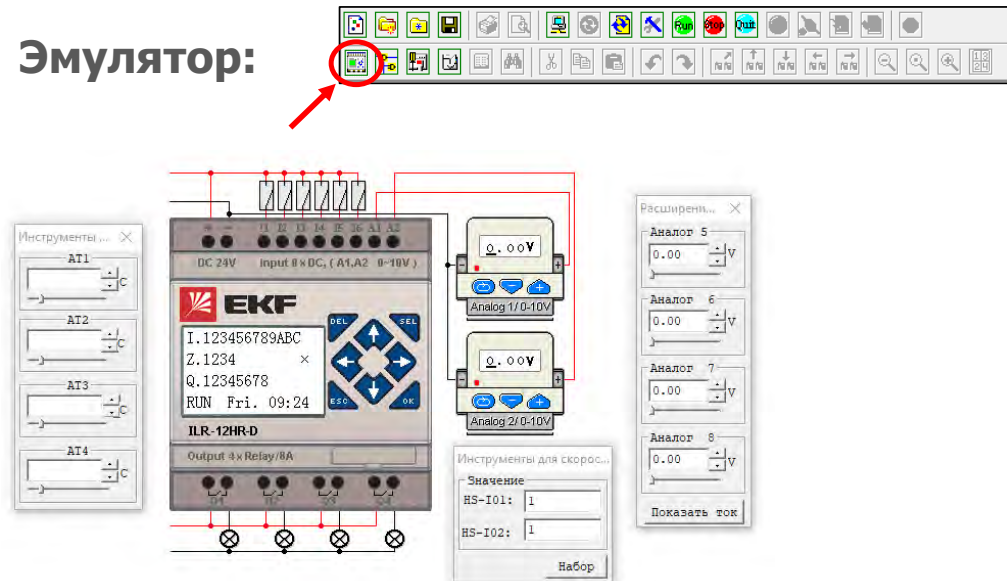 Эмулятор:
Run Stop Quit
Инструменты ...
AT1
C
AT2
C
AT3
C
AT4
C
I1 I2 I3 I4 I5 I6 A1 A2
DC 24V Input 8 x DC, ( A1,A2 0~10V )
EKF
DEL SEL
I.123456789ABC
Z.1234 ×
Q.12345678
RUN Fri. 09:24
ESC OK
ILR-12HR-D
Output 4 x Relay/8A
Q1 Q2 Q3 Q4
0.00V
Analog 1/ 0-10V
0.00V
Analog 2/ 0-10V
Инструменты для скорос...
Значение
HS-I01: 1
HS-I02: 1
Набор
Расширени...
Аналог 5
0.00 V
Аналог 6
0.00 V
Аналог 7
0.00 V
Аналог 8
0.00 V
Показать ток